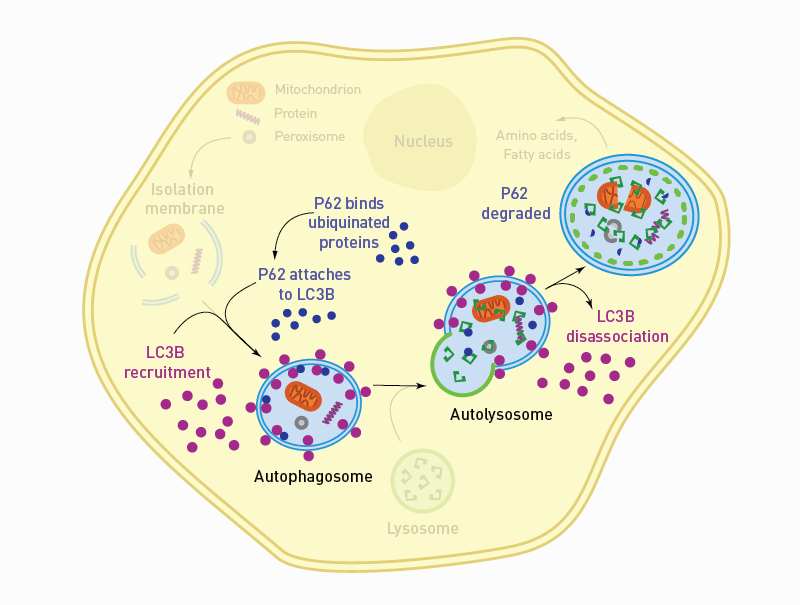 Mitochondrion
Protein
Peroxisome
Nucleus
Amino acids,
Fatty acids
Isolation
membrane
P62 binds
ubiquinated
proteins
P62
degraded
P62 attaches
to LC3B
LC3B
recruitment
LC3B
disassociation
Autolysosome
Autophagosome
Lysosome